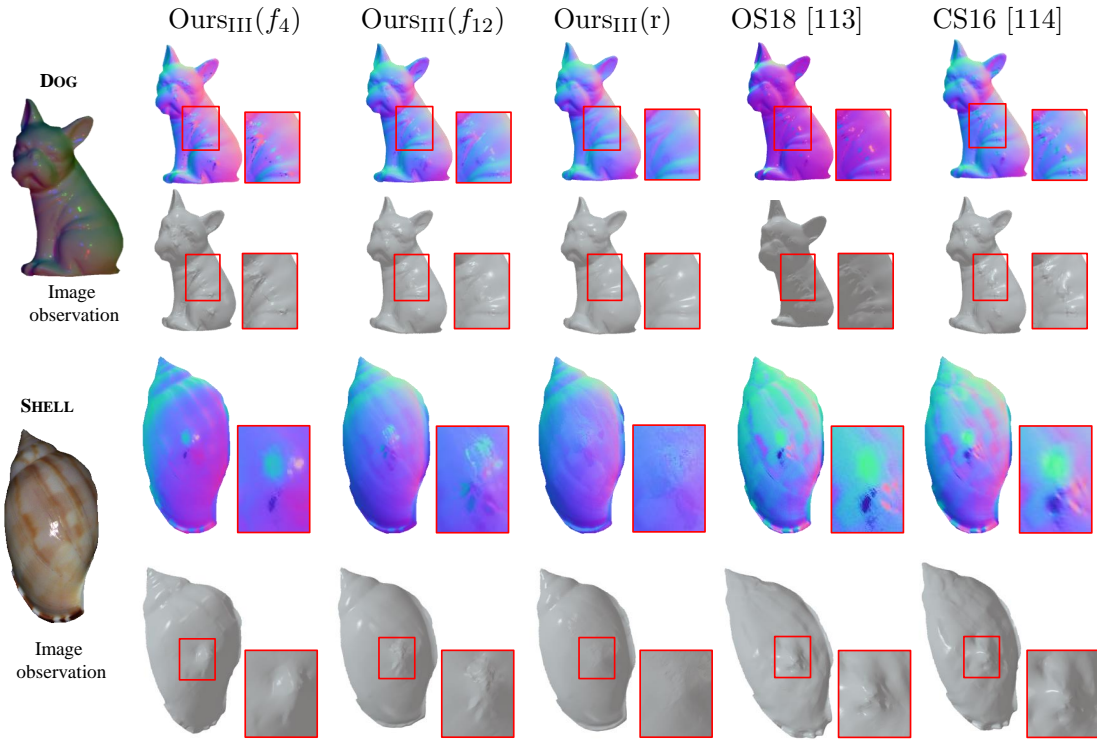 Ours_III(f_4) Ours_III(f_12) Ours_III(r) OS18 [113] CS16 [114]
DOG
Image
observation
SHELL
Image
observation